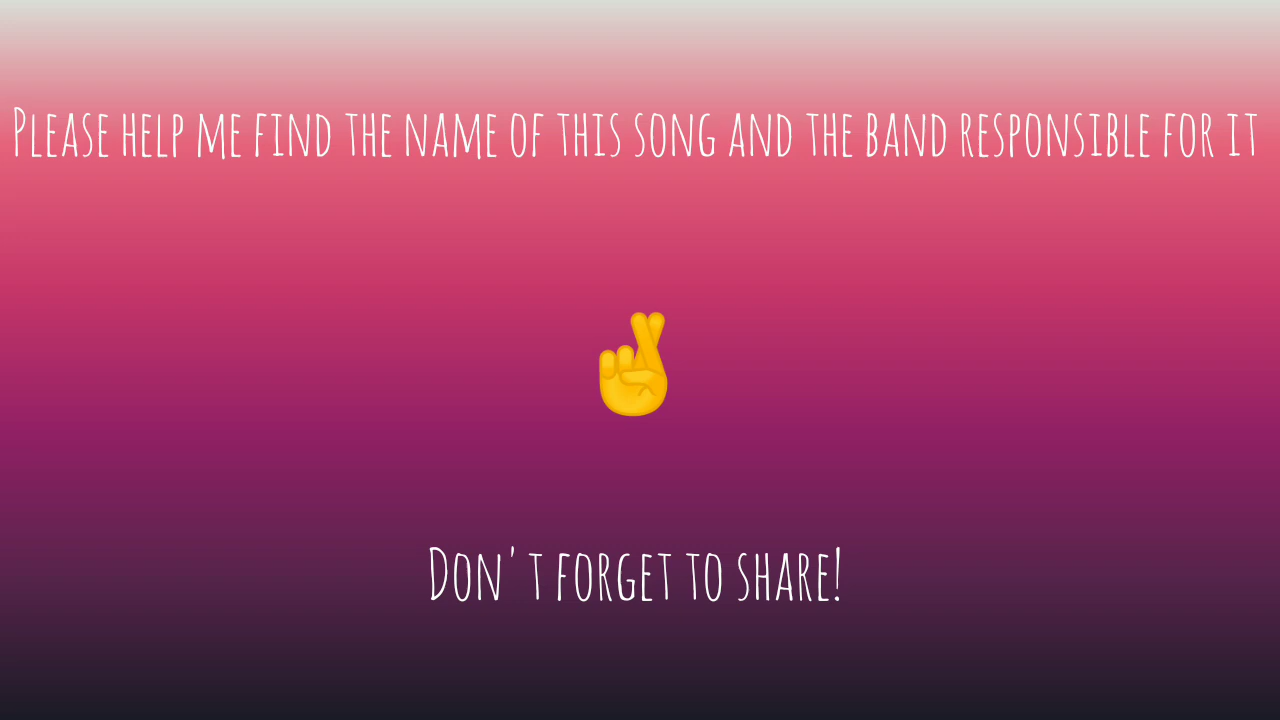 Please help me find the name of this song and the band responsible for it
Don't forget to share!